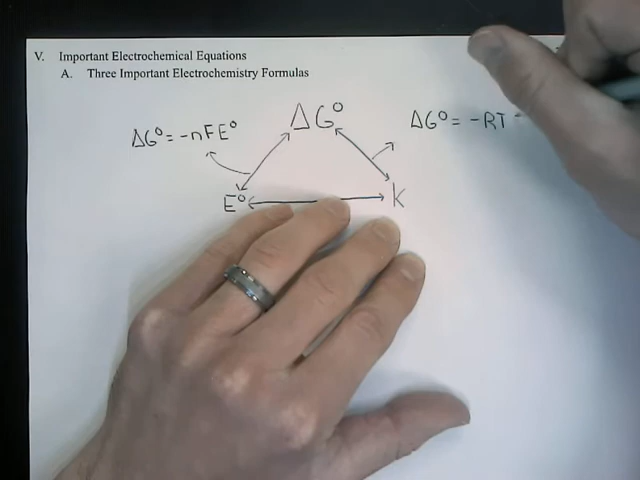 V. Important Electrochemical Equations
A. Three Important Electrochemistry Formulas
ΔG°
ΔG° = -nFE°
ΔG° = -RT
E°
K